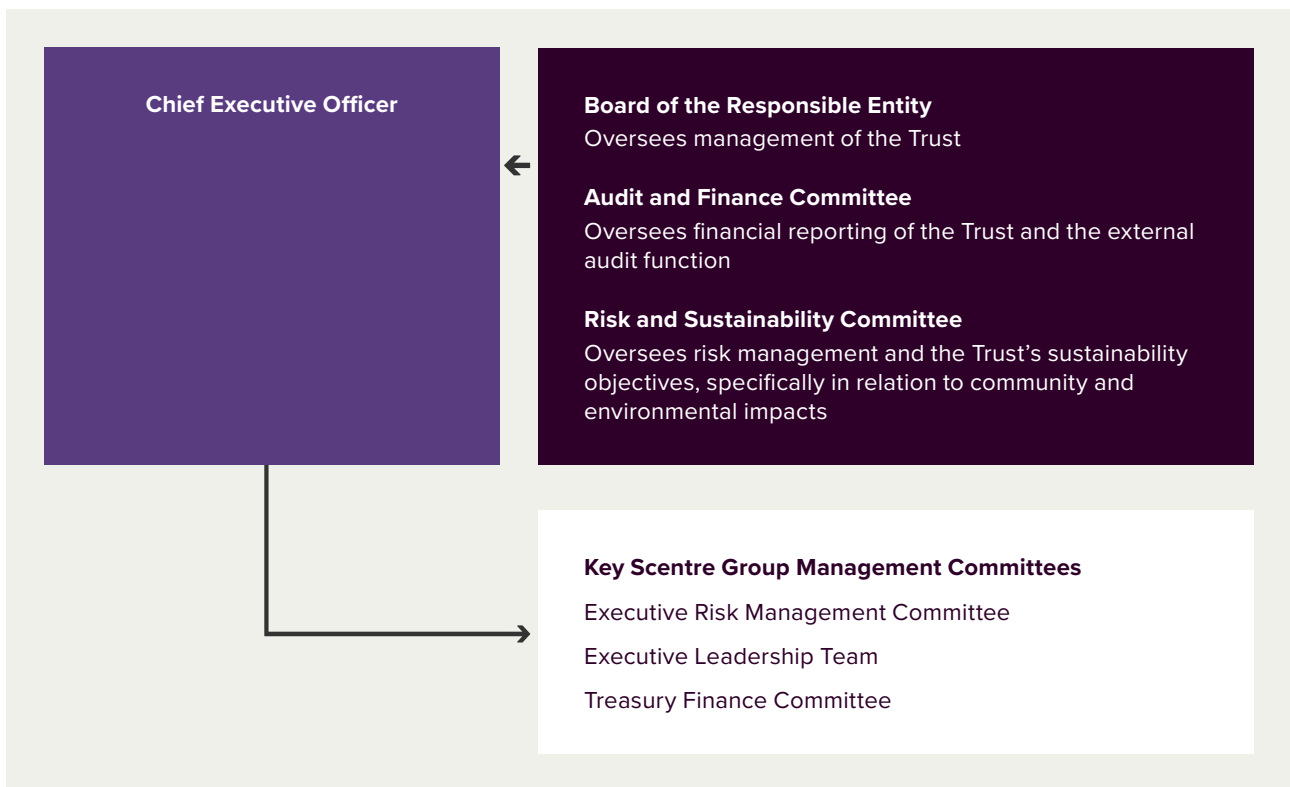 Chief Executive Officer
Board of the Responsible Entity
Oversees management of the Trust
Audit and Finance Committee
Oversees financial reporting of the Trust and the external
audit function
Risk and Sustainability Committee
Oversees risk management and the Trust’s sustainability
objectives, specifically in relation to community and
environmental impacts
Key Scentre Group Management Committees
Executive Risk Management Committee
Executive Leadership Team
Treasury Finance Committee